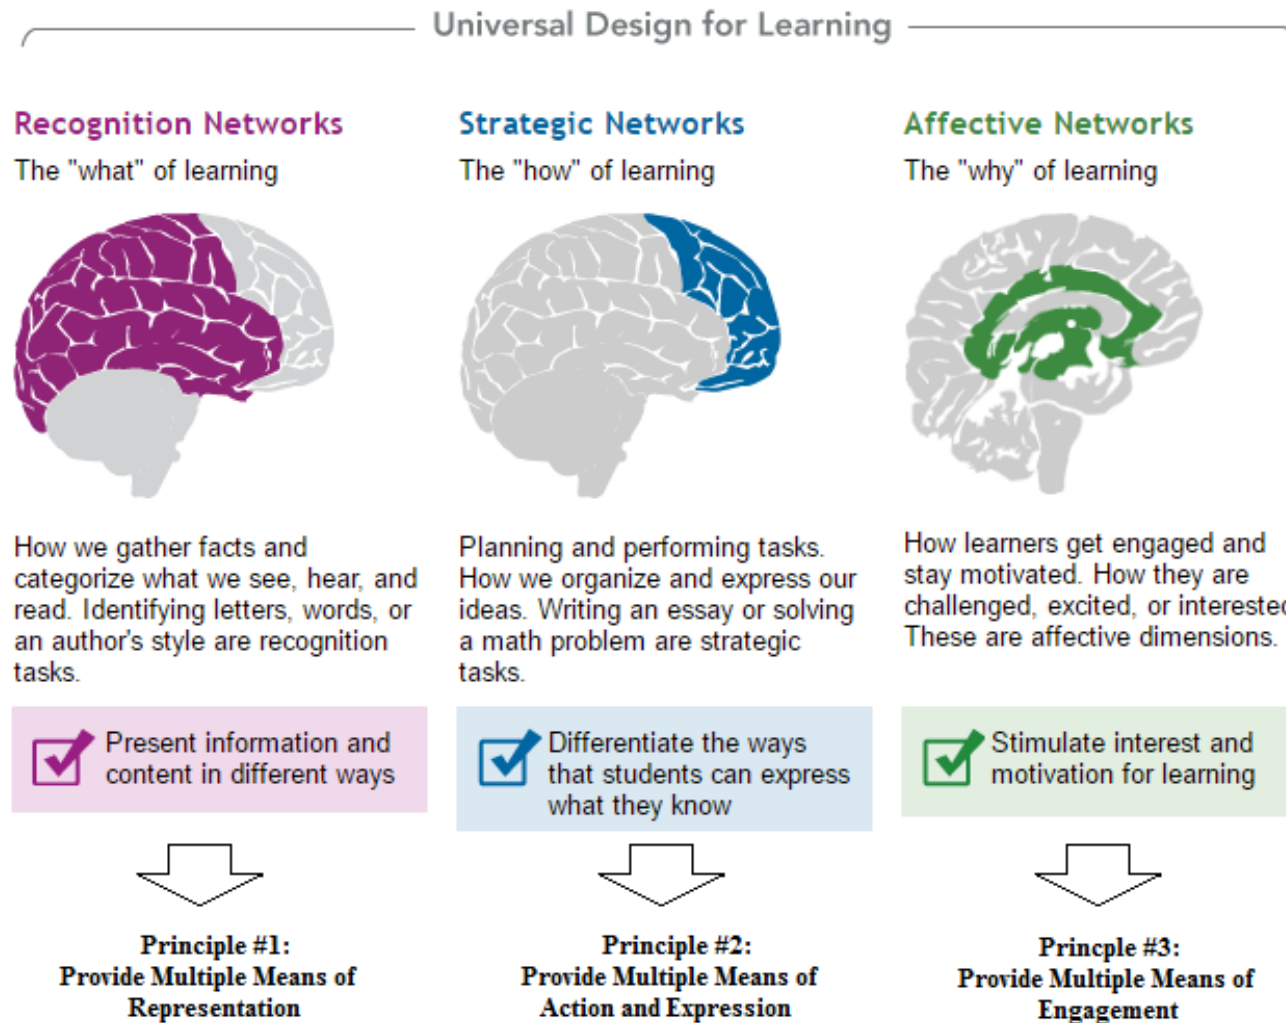 Universal Design for Learning
Recognition Networks
The "what" of learning
How we gather facts and
categorize what we see, hear, and
read. Identifying letters, words, or
an author's style are recognition
tasks.
Present information and
content in different ways
Principle #1:
Provide Multiple Means of
Representation
Strategic Networks
The "how" of learning
Planning and performing tasks.
How we organize and express our
ideas. Writing an essay or solving
a math problem are strategic
tasks.
Differentiate the ways
that students can express
what they know
Principle #2:
Provide Multiple Means of
Action and Expression
Affective Networks
The "why" of learning
How learners get engaged and
stay motivated. How they are
challenged, excited, or interested
These are affective dimensions.
Stimulate interest and
motivation for learning
Princple #3:
Provide Multiple Means of
Engagement